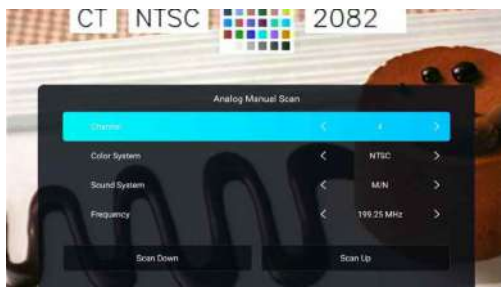 CT NTSC 2082
Analog Manual Scan
Channel < 4 >
Color System < NTSC >
Sound System < M/N >
Frequency < 199.25 MHz >
Scan Down Scan Up